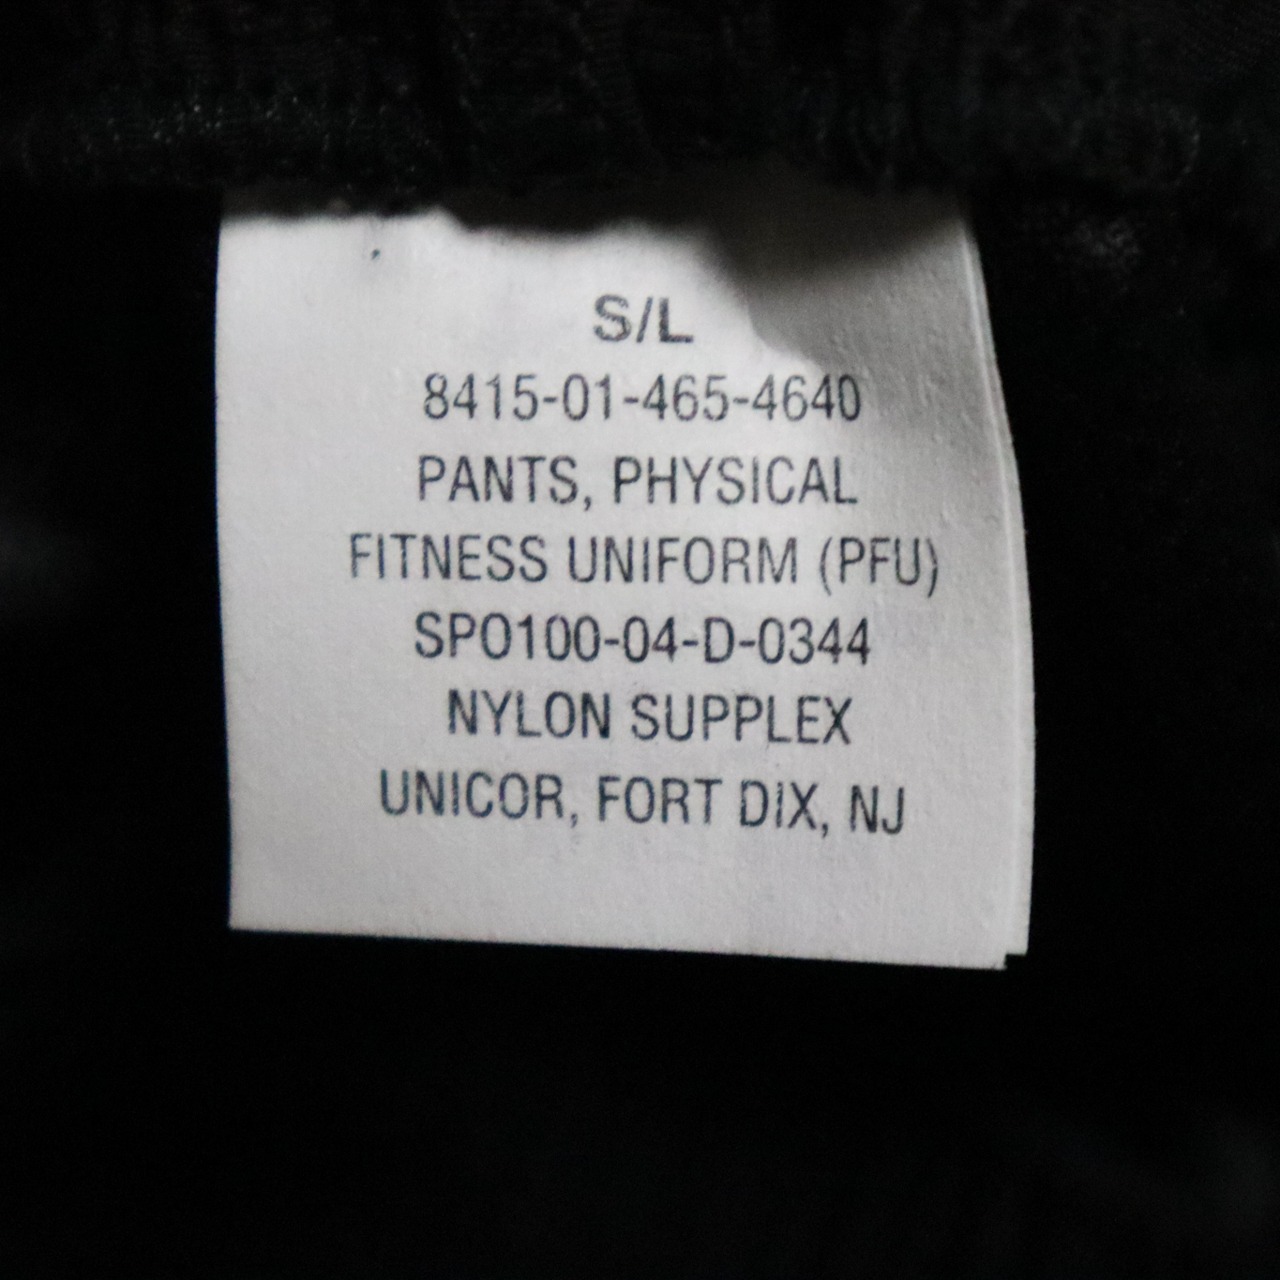 S/L
8415-01-465-4640
PANTS, PHYSICAL
FITNESS UNIFORM (PFU)
SPO100-04-D-0344
NYLON SUPPLEX
UNICOR, FORT DIX, NJ